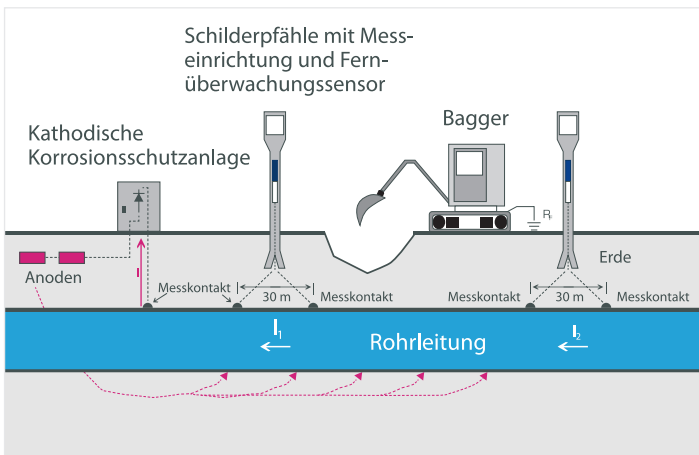 Schilderpfähle mit Mess-
einrichtung und Fern-
überwachungssensor
Kathodische
Korrosionsschutzanlage
Bagger
Anoden
I
Messkontakt
30 m
Messkontakt
Messkontakt
30 m
Messkontakt
Erde
I₁
Rohrleitung
I₂